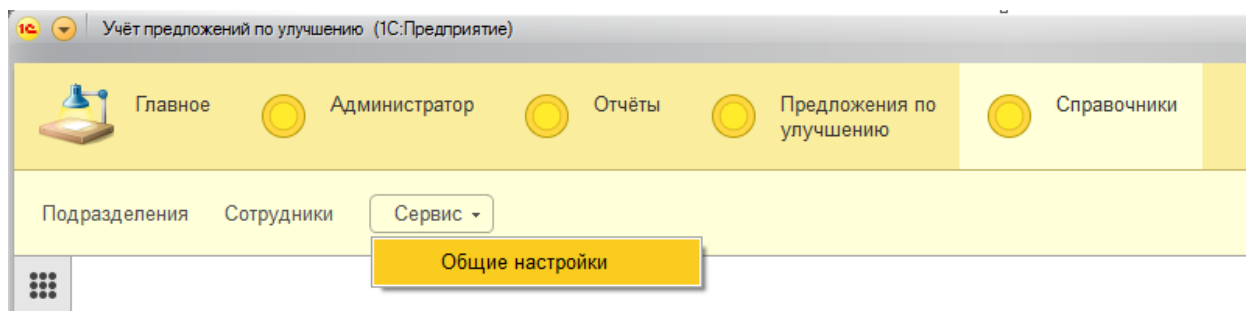 1С Учёт предложений по улучшению (1С:Предприятие)
Главное Администратор Отчёты Предложения по улучшению Справочники
Подразделения Сотрудники Сервис
Общие настройки